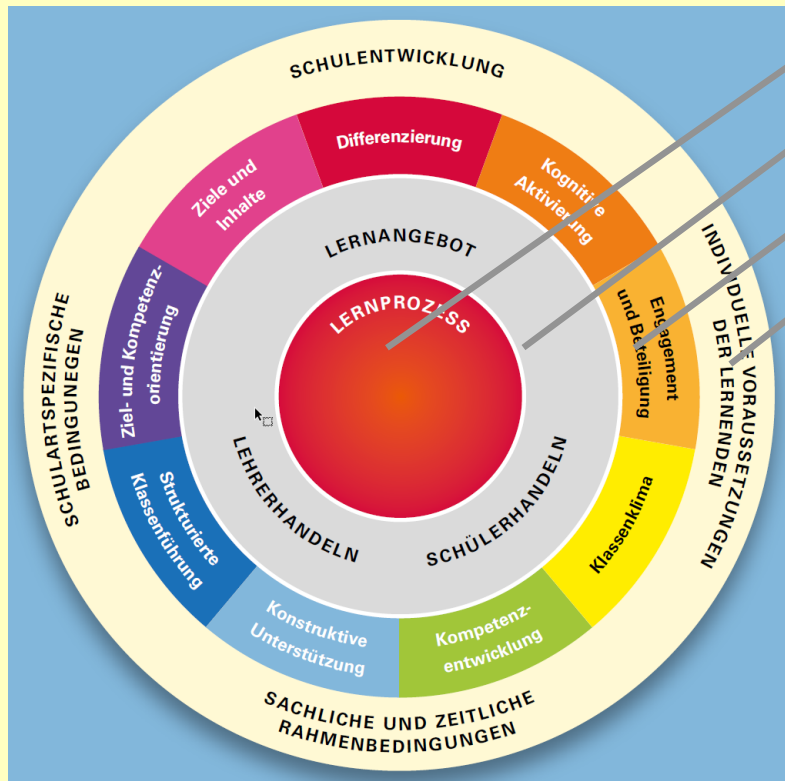 SCHULENTWICKLUNG
Differenzierung
Kognitive
Aktivierung
Ziele und
Inhalte
LERNANGEBOT
INDIVIDUELLE VORAUSSETZUNGEN
DER LERNENDEN
LERNPROZESS
Engagement
und Beteiligung
Ziel- und Kompetenz-
orientierung
SCHULARTSPEZIFISCHE
BEDINGUNEGEN
LEHRERHANDELN
SCHÜLERHANDELN
Klassenklima
Strukturierte
Klassenführung
Konstruktive
Unterstützung
Kompetenz-
entwicklung
SACHLICHE UND ZEITLICHE
RAHMENBEDINGUNGEN